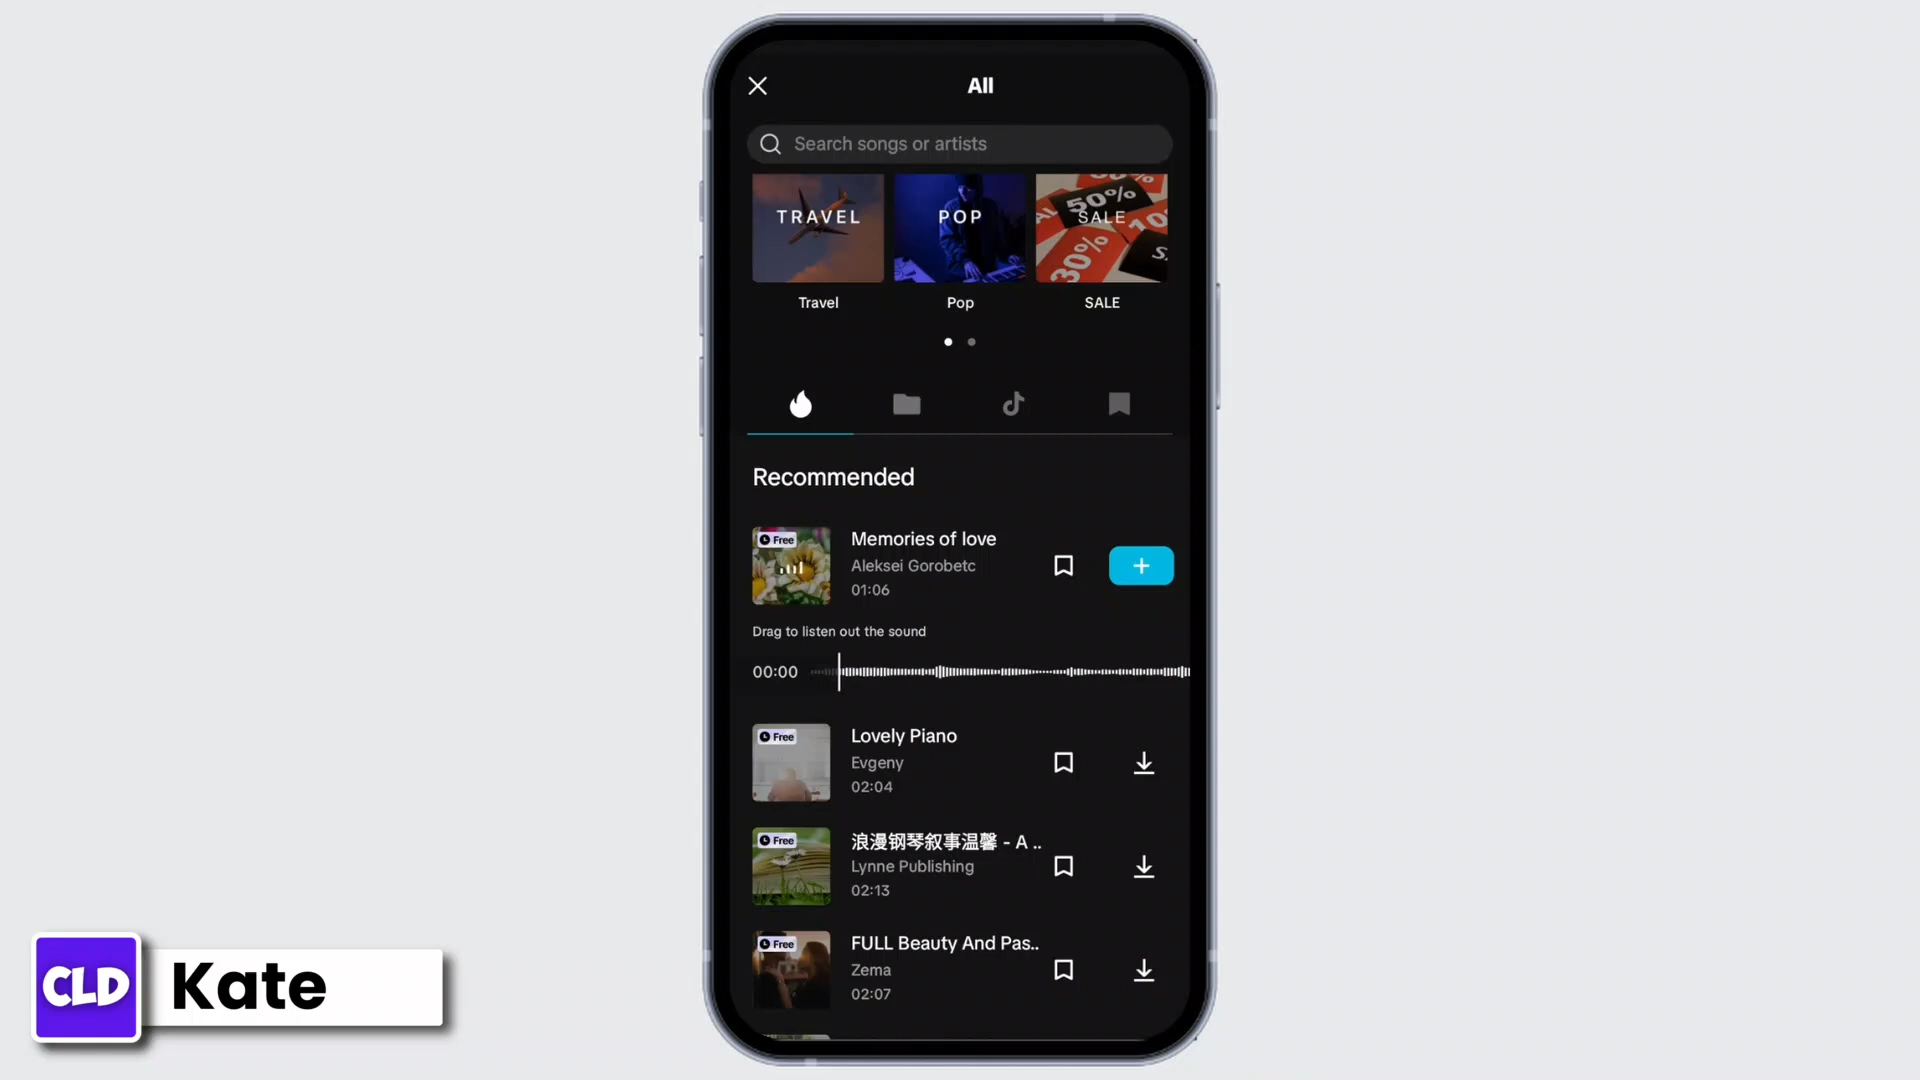 All
Search songs or artists
TRAVEL
POP
50%
SALE
30%
Travel
Pop
SALE
Recommended
Free
Memories of love
Aleksei Gorobetc
01:06
Drag to listen out the sound
00:00
Free
Lovely Piano
Evgeny
02:04
Free
浪漫钢琴叙事温馨 - A ..
Lynne Publishing
02:13
Free
FULL Beauty And Pas..
Zema
02:07
CLD
Kate